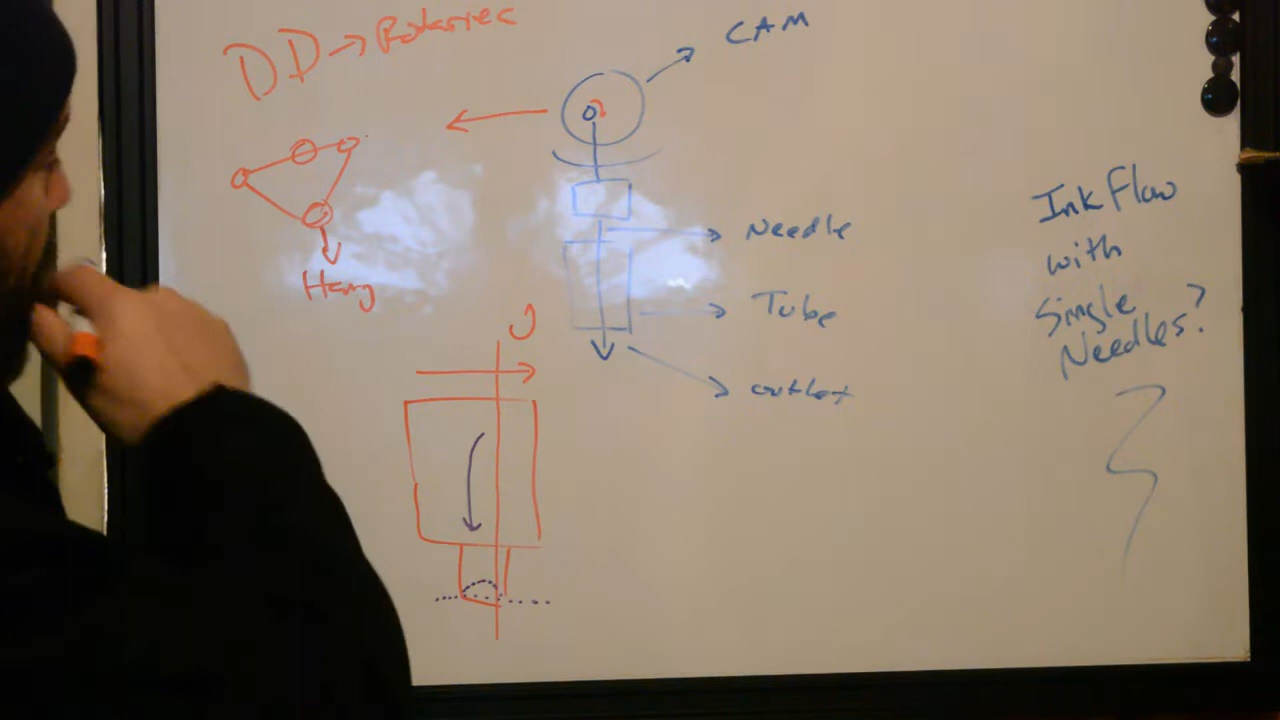 DD → Rotaries
CAM
Needle
Tube
outlet
Hang
Ink Flow
with
Single
Needles?